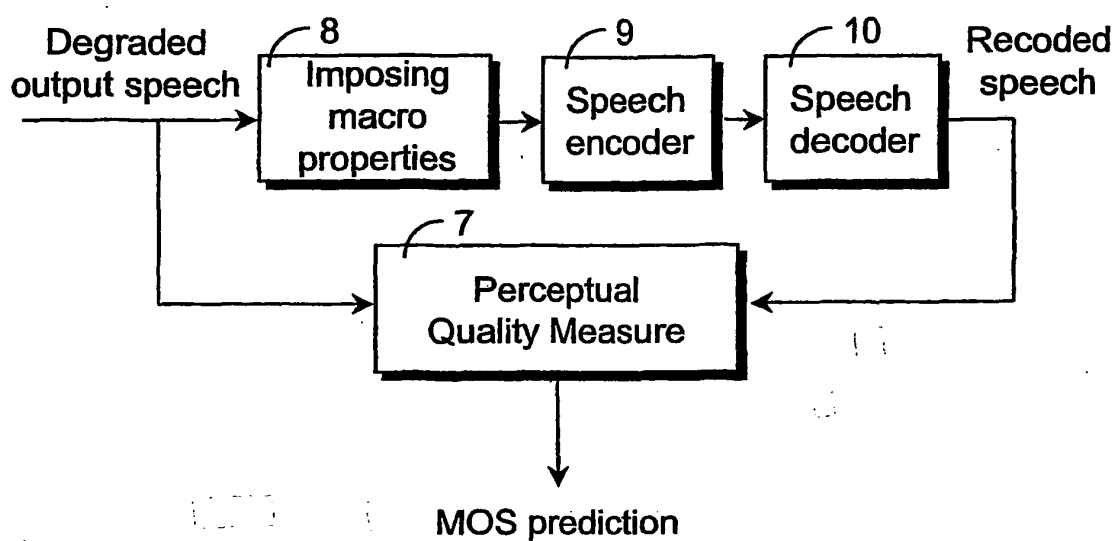 Degraded
output speech
8
Imposing
macro
properties
9
Speech
encoder
10
Speech
decoder
Recoded
speech
7
Perceptual
Quality Measure
MOS prediction